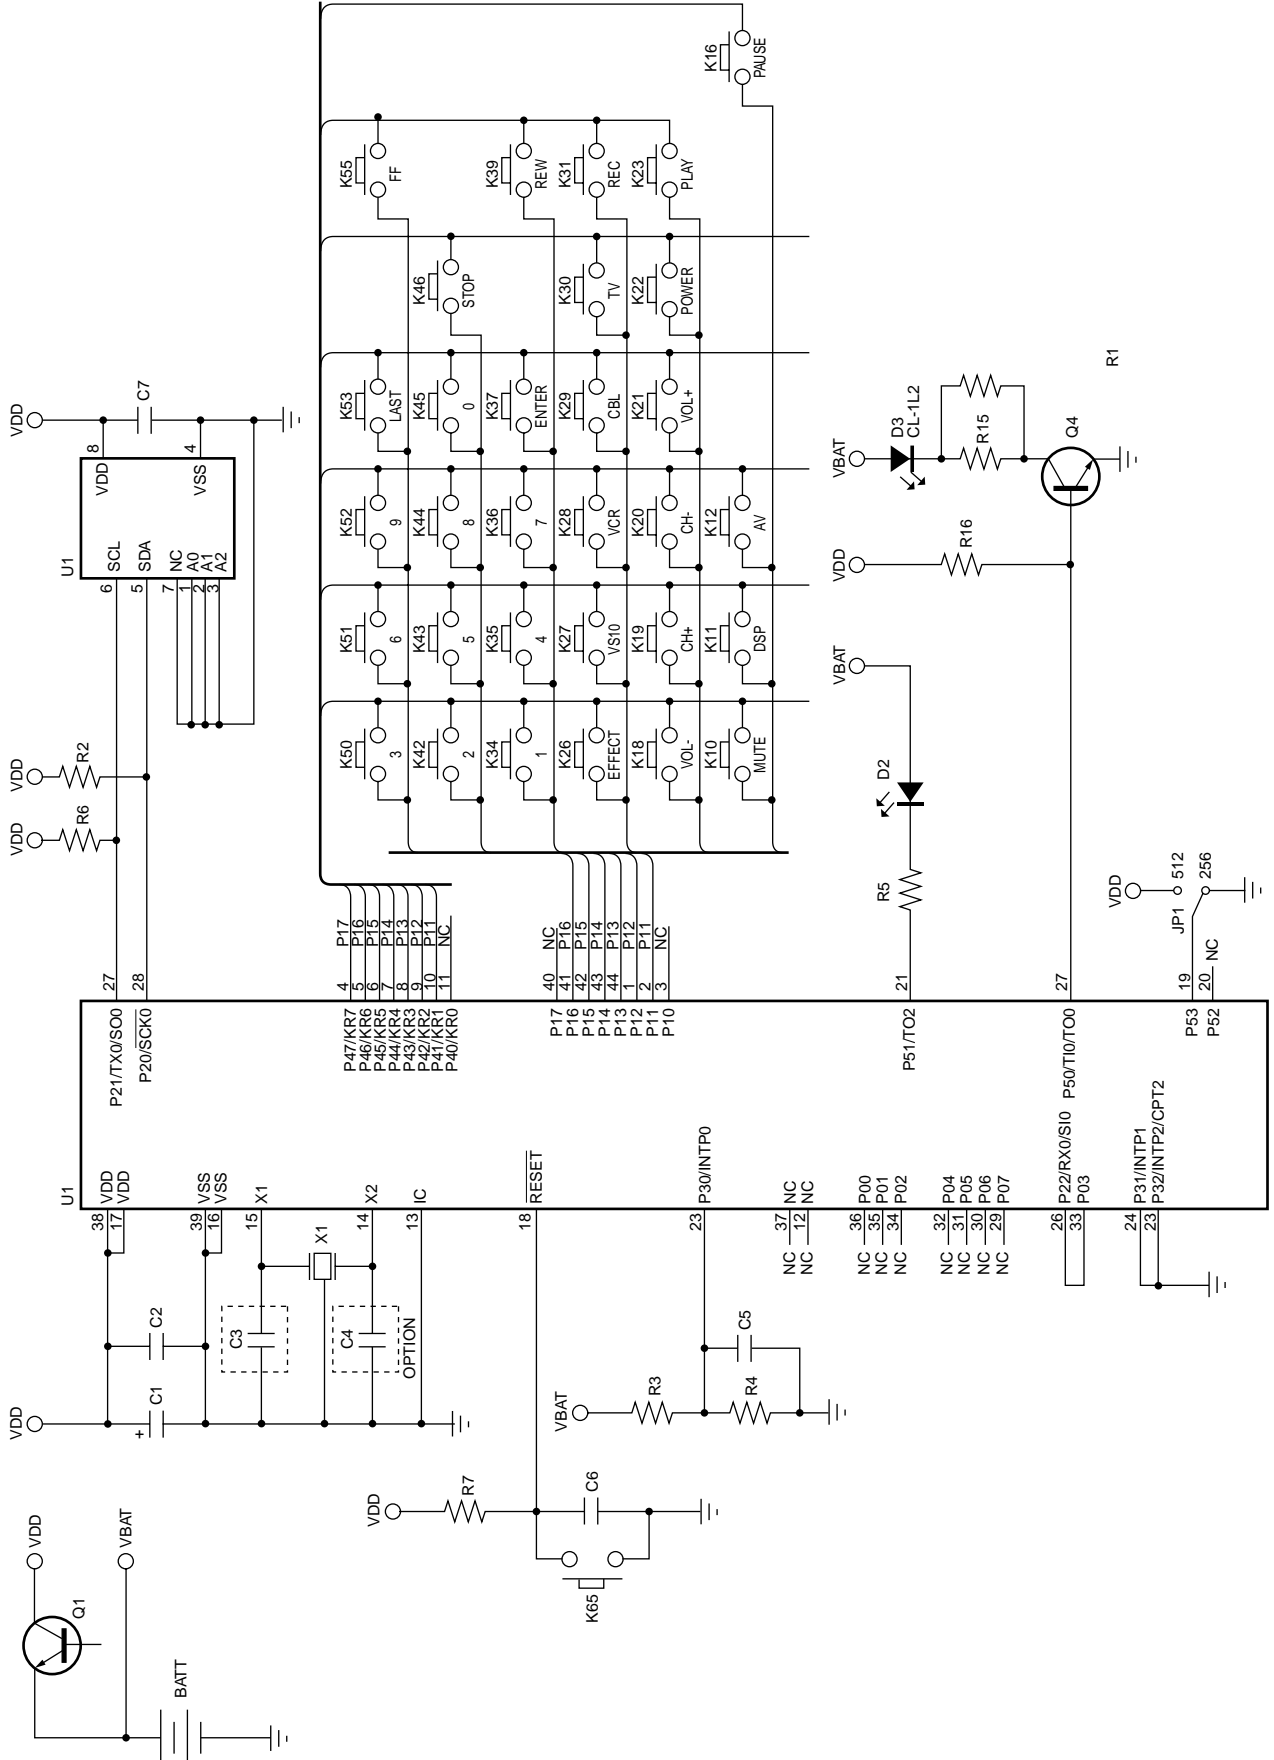 VDD
VBAT
Q1
BATT
VDD
C1
+
C2
C3
C4
OPTION
X1
VDD
R7
C6
K65
VBAT
R3
R4
C5
U1
38 VDD
17 VDD
39 VSS
16 VSS
15 X1
14 X2
13 IC
18 RESET
23 P30/INTP0
NC 37 NC
NC 12 NC
NC 36 P00
NC 35 P01
NC 34 P02
NC 32 P04
NC 31 P05
NC 30 P06
NC 29 P07
26 P22/RX0/SI0
33 P03
24 P31/INTP1
23 P32/INTP2/CPT2
P21/TX0/SO0 27
P20/SCK0 28
P47/KR7 4 P17
P46/KR6 5 P16
P45/KR5 6 P15
P44/KR4 7 P14
P43/KR3 8 P13
P42/KR2 9 P12
P41/KR1 10 P11
P40/KR0 11 NC
P17 40 NC
P16 41 P16
P15 42 P15
P14 43 P14
P13 44 P13
P12 1 P12
P11 2 P11
P10 3 NC
P51/TO2 21
P50/TI0/TO0 27
P53 19
P52 20 NC
VDD
R6
VDD
R2
U1
6 SCL
5 SDA
7 NC
1 A0
2 A1
3 A2
VDD 8
VSS 4
VDD
C7
K50 3
K42 2
K34 1
K26 EFFECT
K18 VOL-
K10 MUTE
K51 6
K43 5
K35 4
K27 VS10
K19 CH+
K11 DSP
K52 9
K44 8
K36 7
K28 VCR
K20 CH-
K12 AV
K53 LAST
K45 0
K37 ENTER
K29 CBL
K21 VOL+
K46 STOP
K30 TV
K22 POWER
K55 FF
K39 REW
K31 REC
K23 PLAY
K16 PAUSE
R5
D2
VBAT
VDD
R16
VBAT
D3
CL-1L2
R15
R1
Q4
VDD
JP1
512
256